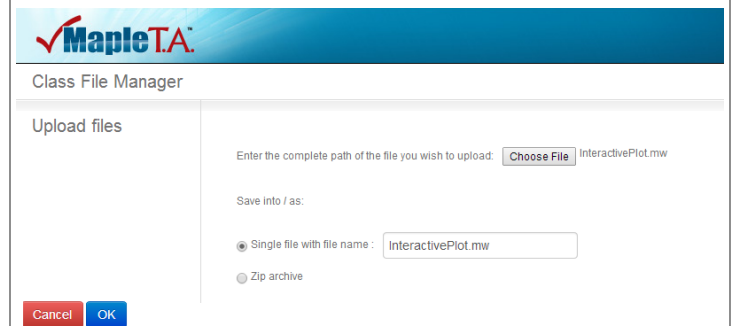 MapleT.A.™
Class File Manager
Upload files
Enter the complete path of the file you wish to upload: Choose File InteractivePlot.mw
Save into / as:
Single file with file name : InteractivePlot.mw
Zip archive
Cancel OK